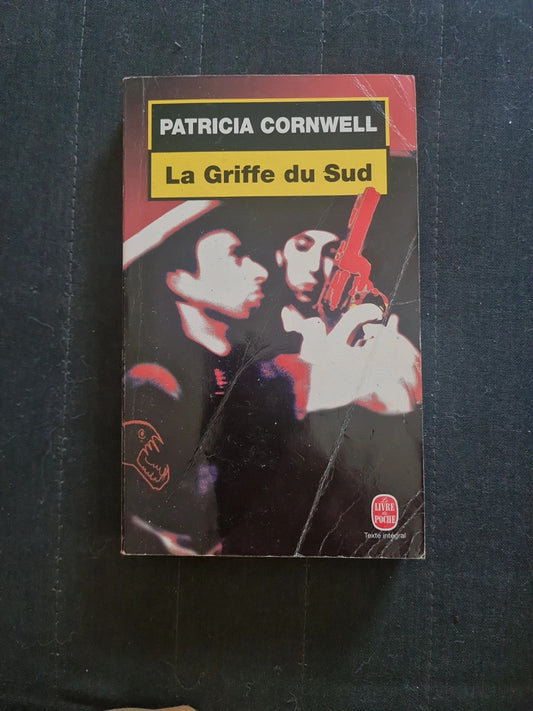 PATRICIA CORNWELL
La Griffe du Sud
Le
LIVRE
de
POCHE
Texte intégral